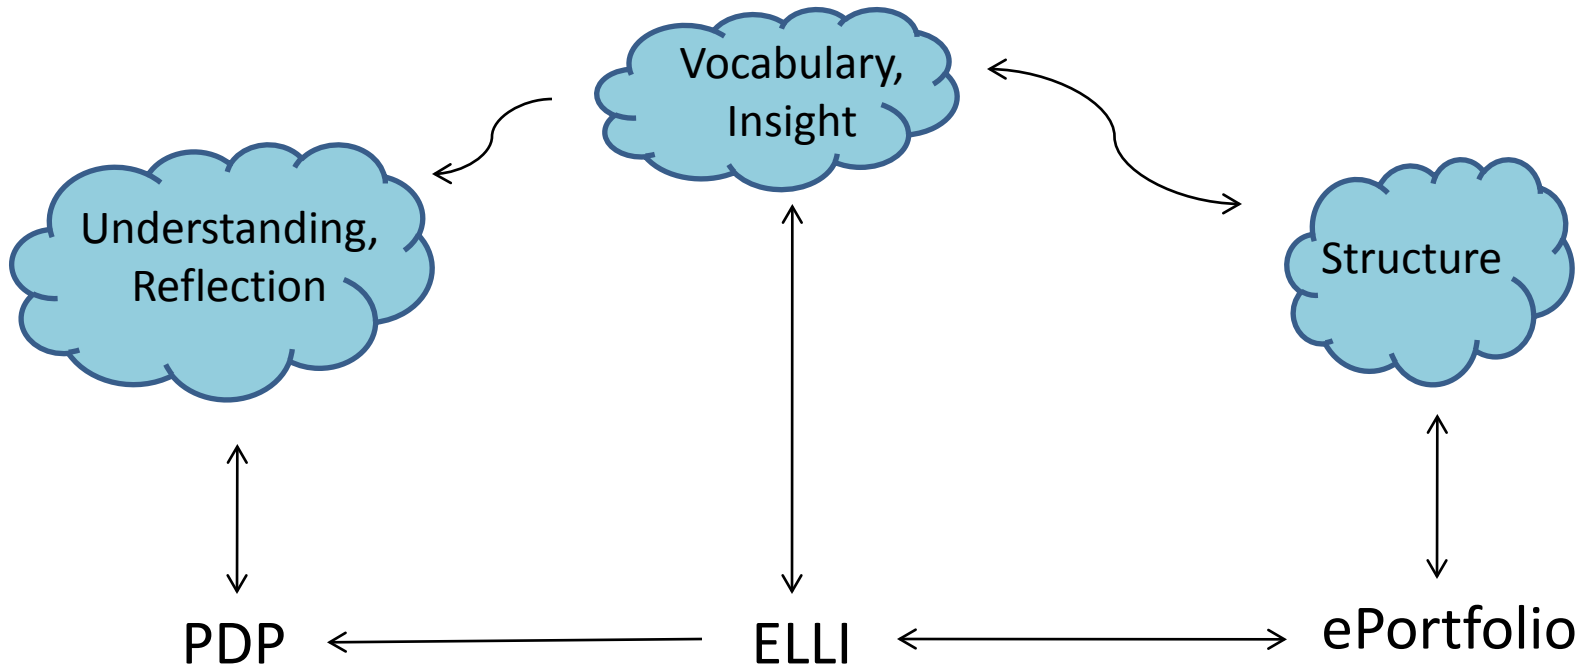 Vocabulary,
Insight
Understanding,
Reflection
Structure
PDP
ELLI
ePortfolio